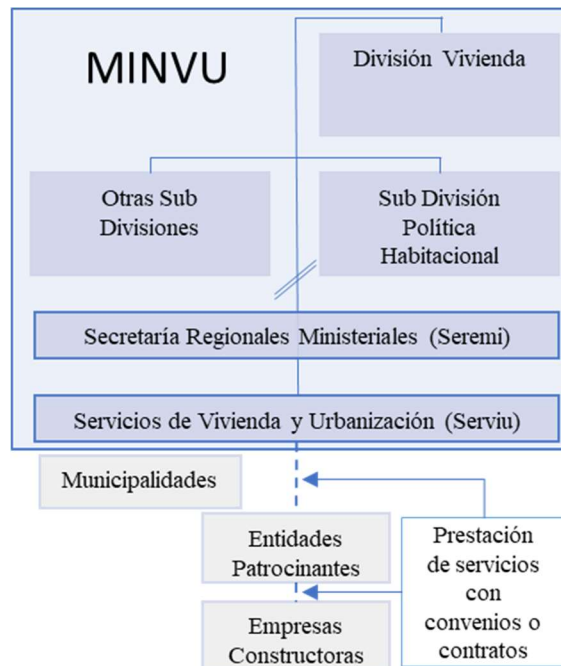 MINVU
División Vivienda
Otras Sub
Divisiones
Sub División
Política
Habitacional
Secretaría Regionales Ministeriales (Seremi)
Servicios de Vivienda y Urbanización (Serviu)
Municipalidades
Entidades
Patrocinantes
Prestación
de servicios
con
convenios o
contratos
Empresas
Constructoras